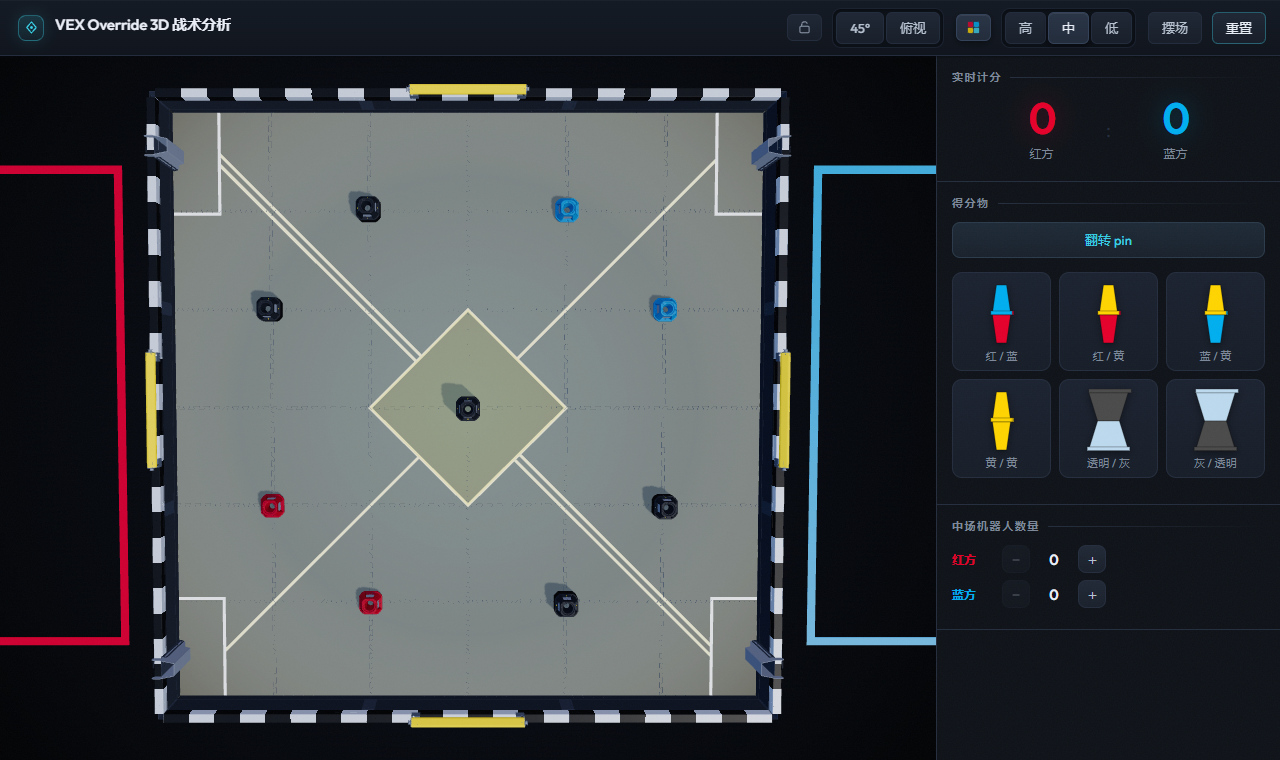 VEX Override 3D 战术分析
45° 俯视 高 中 低 摆场 重置
实时计分
0 : 0
红方 蓝方
得分物
翻转 pin
红 / 蓝 红 / 黄 蓝 / 黄
黄 / 黄 透明 / 灰 灰 / 透明
中场机器人数量
红方 − 0 +
蓝方 − 0 +